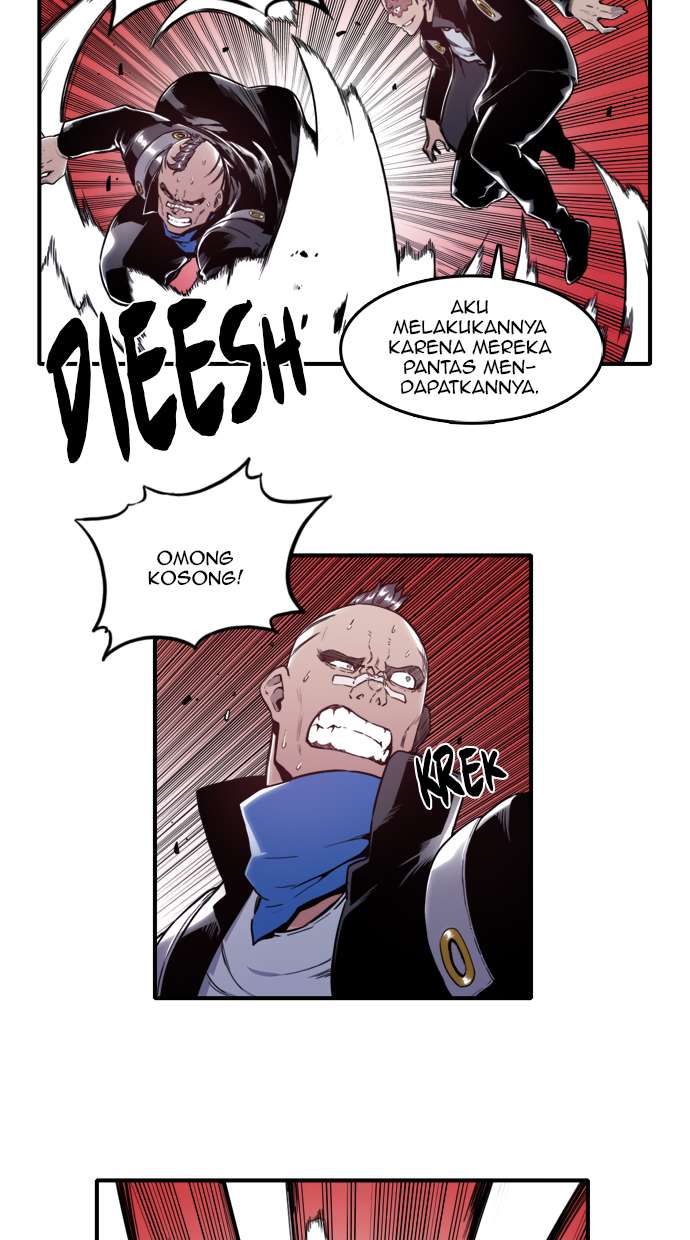 AKU
MELAKUKANNYA
KARENA MEREKA
PANTAS MEN-
DAPATKANNYA.
DIEESH
OMONG
KOSONG!
KREK